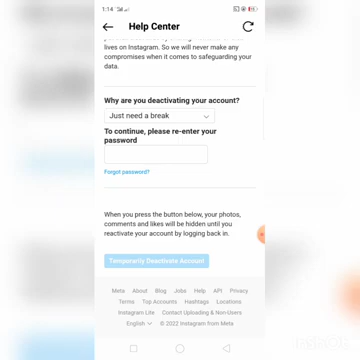 1:14
Help Center
lives on Instagram. So we will never make any
compromises when it comes to safeguarding your
data.
Why are you deactivating your account?
Just need a break
To continue, please re-enter your
password
Forgot password?
When you press the button below, your photos,
comments and likes will be hidden until you
reactivate your account by logging back in.
Temporarily Deactivate Account
Meta About Blog Jobs Help API Privacy
Terms Top Accounts Hashtags Locations
Instagram Lite Contact Uploading & Non-Users
English © 2022 Instagram from Meta